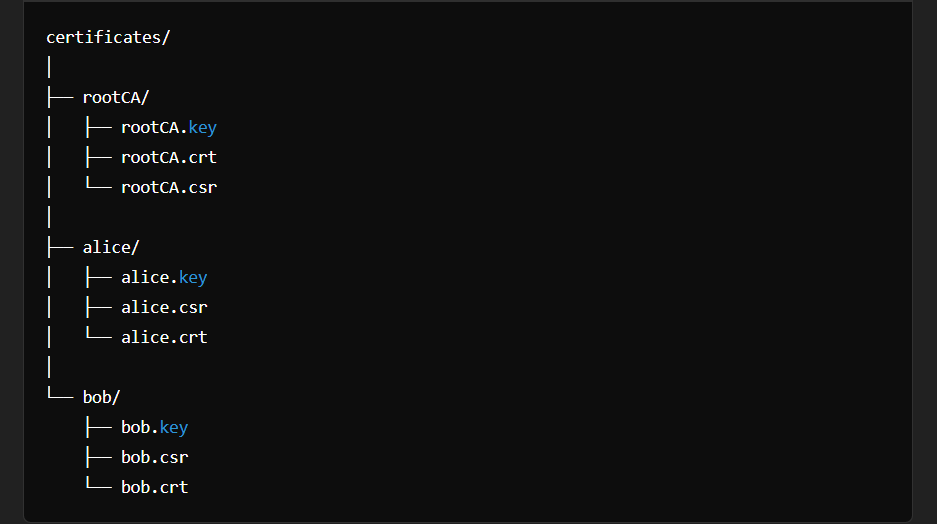 certificates/
│
├── rootCA/
│   ├── rootCA.key
│   ├── rootCA.crt
│   └── rootCA.csr
│
├── alice/
│   ├── alice.key
│   ├── alice.csr
│   └── alice.crt
│
└── bob/
    ├── bob.key
    ├── bob.csr
    └── bob.crt